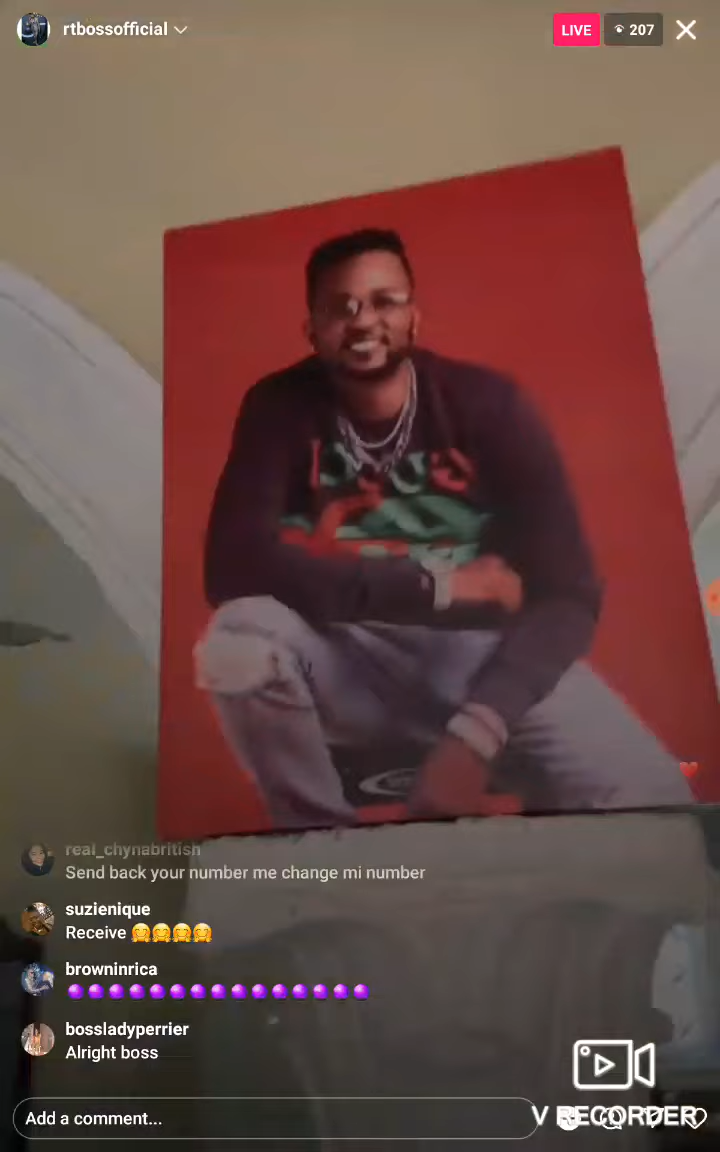 rtbossofficial
LIVE
207
real_chynabritish
Send back your number me change mi number
suzienique
Receive 🤗🤗🤗🤗
browninrica
🟣🟣🟣🟣🟣🟣🟣🟣🟣🟣🟣🟣🟣🟣🟣
bossladyperrier
Alright boss
Add a comment...
V RECORDER